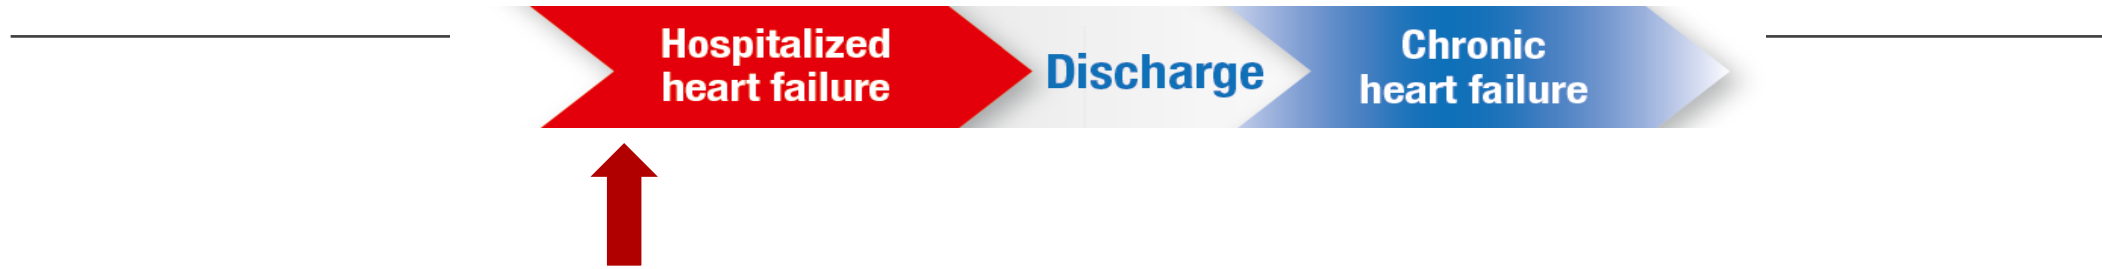 Hospitalized
heart failure
Discharge
Chronic
heart failure